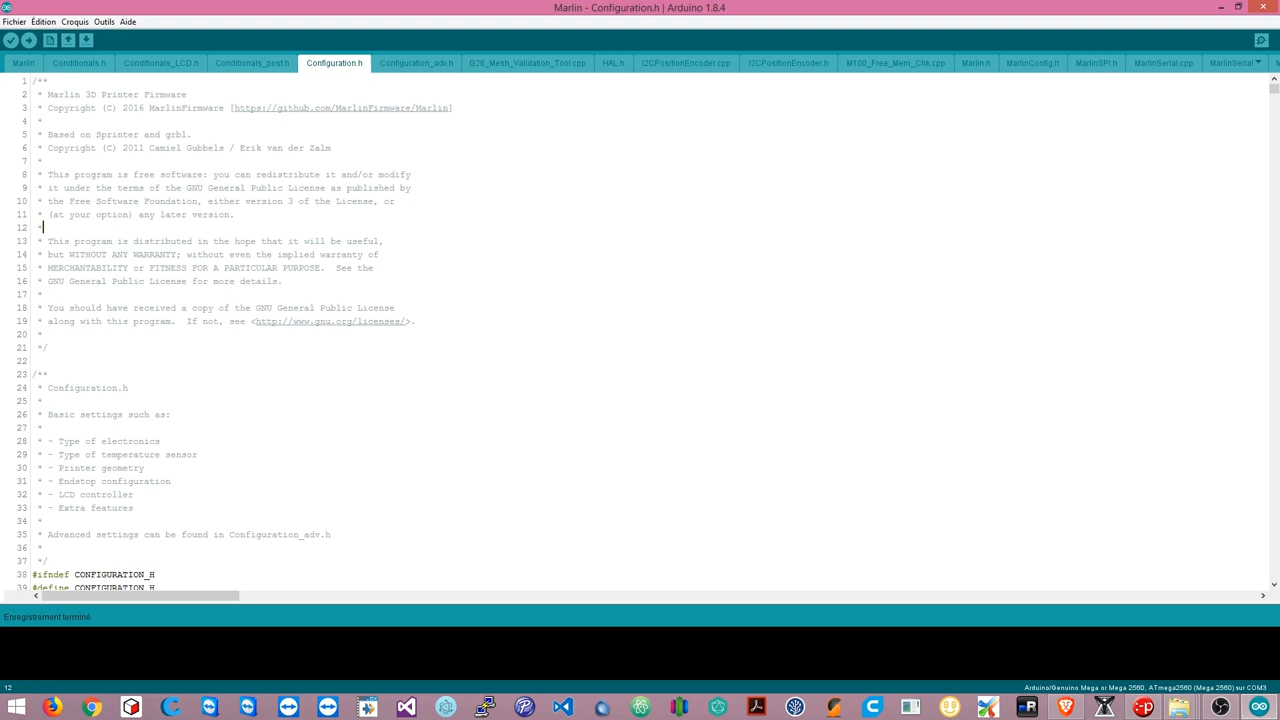 Marlin - Configuration.h | Arduino 1.8.4
Fichier Édition Croquis Outils Aide
Marlin Conditionals.h Conditionals_LCD.h Conditionals_post.h Configuration.h Configuration_adv.h G26_Mesh_Validation_Tool.cpp HAL.h I2CPositionEncoder.cpp I2CPositionEncoder.h M100_Free_Mem_Chk.cpp Marlin.h MarlinConfig.h MarlinSPI.h MarlinSerial.cpp MarlinSerial
1 /**
2 * Marlin 3D Printer Firmware
3 * Copyright (C) 2016 MarlinFirmware [https://github.com/MarlinFirmware/Marlin]
4 *
5 * Based on Sprinter and grbl.
6 * Copyright (C) 2011 Camiel Gubbels / Erik van der Zalm
7 *
8 * This program is free software: you can redistribute it and/or modify
9 * it under the terms of the GNU General Public License as published by
10 * the Free Software Foundation, either version 3 of the License, or
11 * (at your option) any later version.
12 *
13 * This program is distributed in the hope that it will be useful,
14 * but WITHOUT ANY WARRANTY; without even the implied warranty of
15 * MERCHANTABILITY or FITNESS FOR A PARTICULAR PURPOSE.  See the
16 * GNU General Public License for more details.
17 *
18 * You should have received a copy of the GNU General Public License
19 * along with this program.  If not, see <http://www.gnu.org/licenses/>.
20 *
21 */
22
23 /**
24 * Configuration.h
25 *
26 * Basic settings such as:
27 *
28 * - Type of electronics
29 * - Type of temperature sensor
30 * - Printer geometry
31 * - Endstop configuration
32 * - LCD controller
33 * - Extra features
34 *
35 * Advanced settings can be found in Configuration_adv.h
36 *
37 */
38 #ifndef CONFIGURATION_H
39 #define CONFIGURATION_H
Enregistrement terminé.
12 Arduino/Genuino Mega or Mega 2560, ATmega2560 (Mega 2560) sur COM3